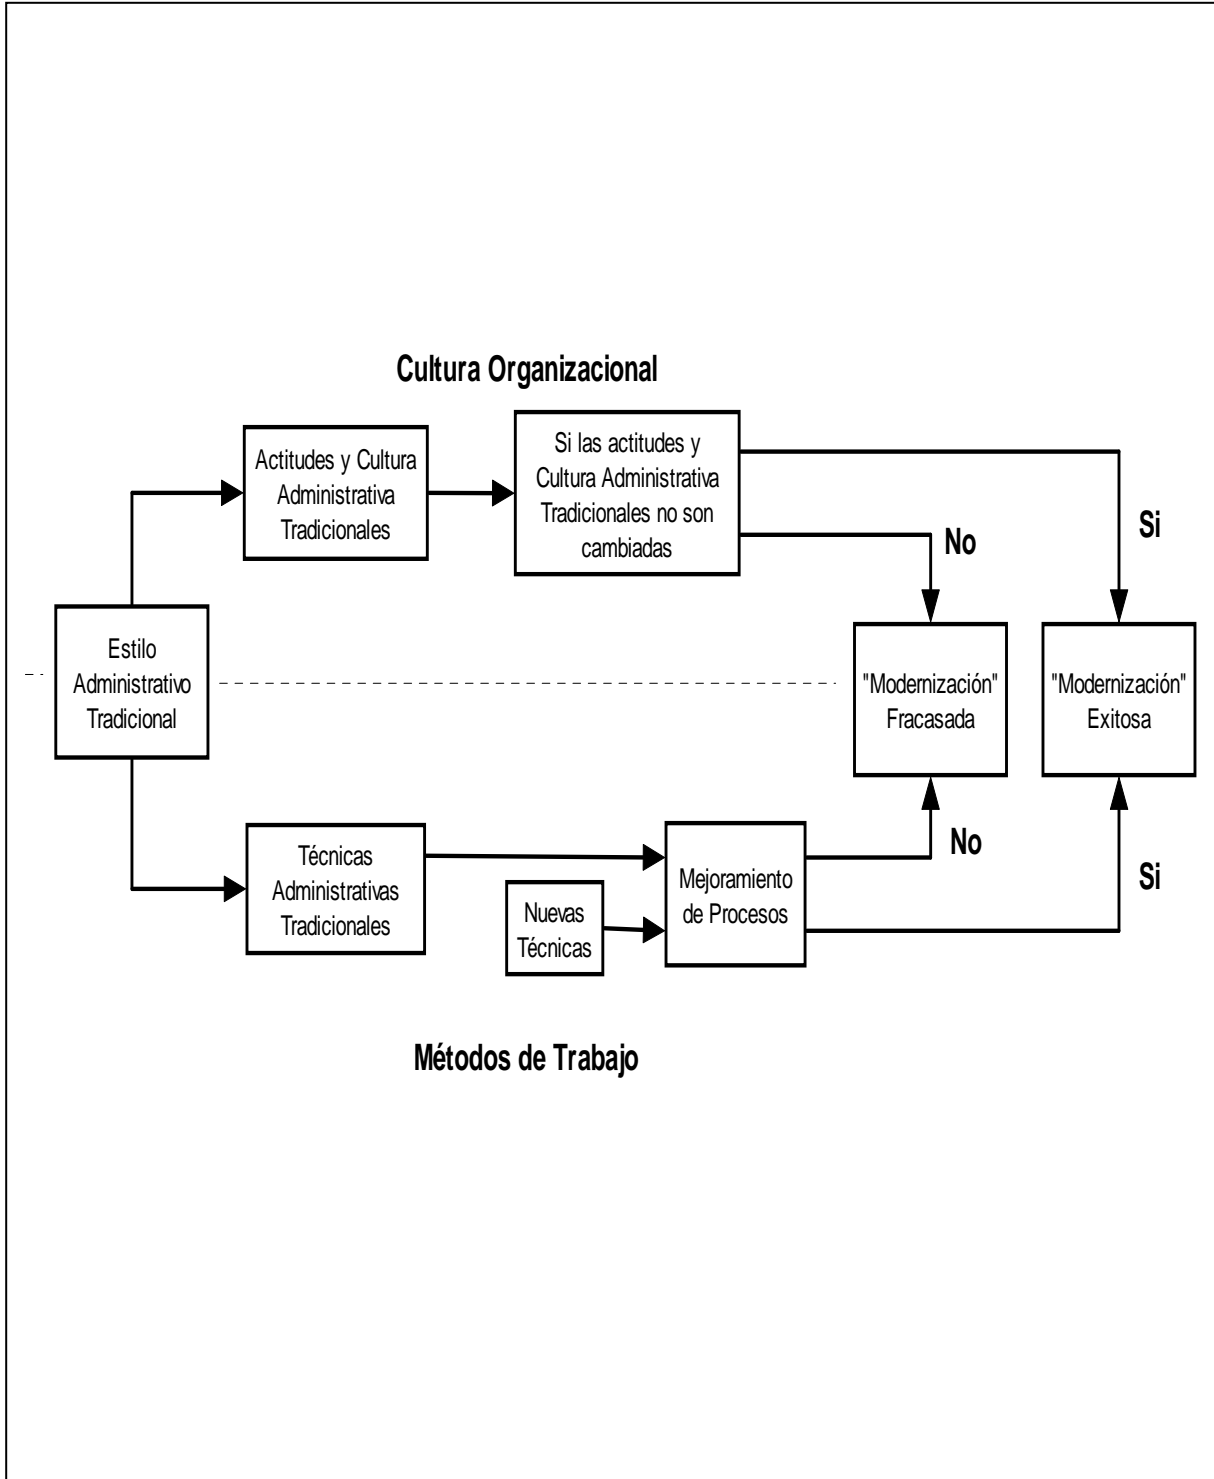 Cultura Organizacional
Actitudes y Cultura
Administrativa
Tradicionales
Si las actitudes y
Cultura Administrativa
Tradicionales no son
cambiadas
No
Si
Estilo
Administrativo
Tradicional
"Modernización"
Fracasada
"Modernización"
Exitosa
Técnicas
Administrativas
Tradicionales
Nuevas
Técnicas
Mejoramiento
de Procesos
No
Si
Métodos de Trabajo